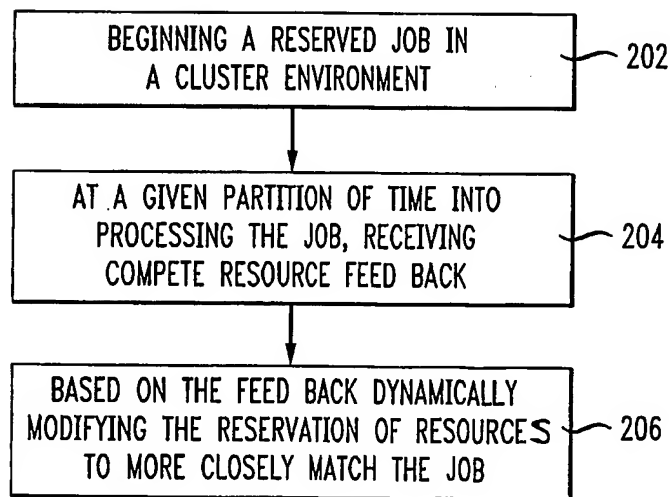 BEGINNING A RESERVED JOB IN
A CLUSTER ENVIRONMENT
202
AT A GIVEN PARTITION OF TIME INTO
PROCESSING THE JOB, RECEIVING
COMPETE RESOURCE FEED BACK
204
BASED ON THE FEED BACK DYNAMICALLY
MODIFYING THE RESERVATION OF RESOURCES
TO MORE CLOSELY MATCH THE JOB
206